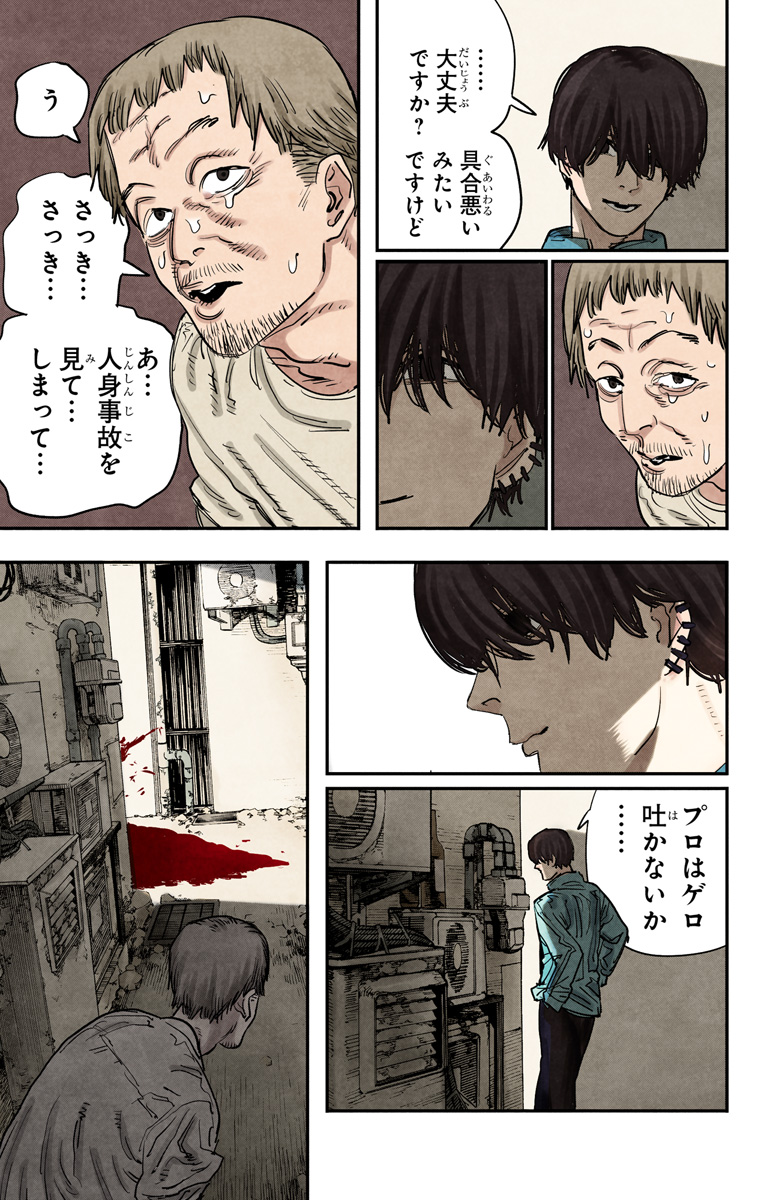 ……
大丈夫
ですか?
具合悪い
みたい
ですけど
う
さっき…
さっき…
あ…
人身事故を
見て…
しまって…
プロはゲロ
吐かないか
……